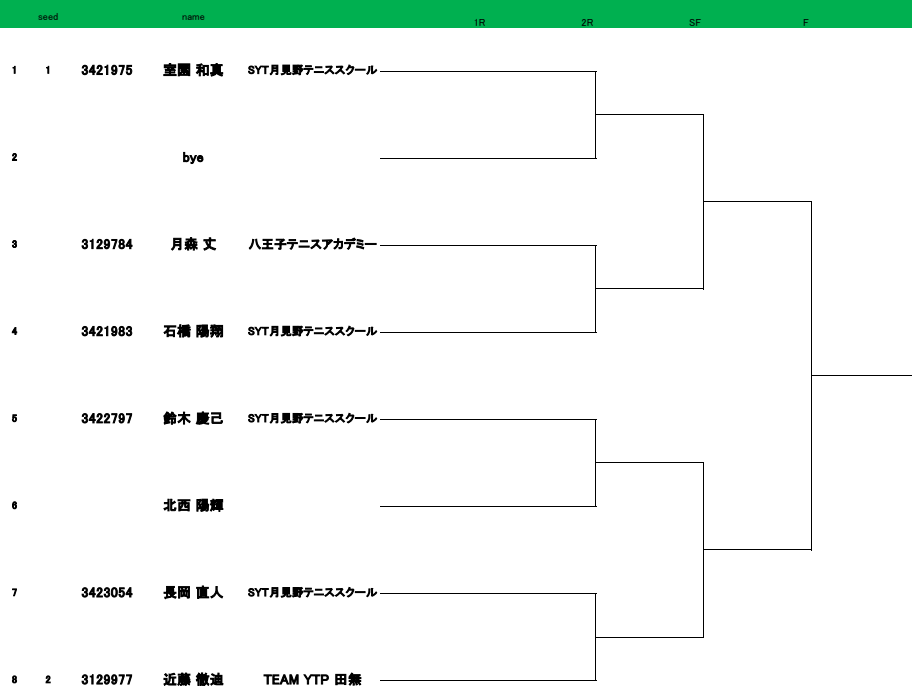 seed name 1R 2R SF F
1 1 3421975 室園 和真 SYT月見野テニススクール
2 bye
3 3129784 月森 丈 八王子テニスアカデミー
4 3421983 石橋 陽翔 SYT月見野テニススクール
5 3422797 鈴木 慶己 SYT月見野テニススクール
6 北西 陽輝
7 3423054 長岡 直人 SYT月見野テニススクール
8 2 3129977 近藤 徹迪 TEAM YTP 田無